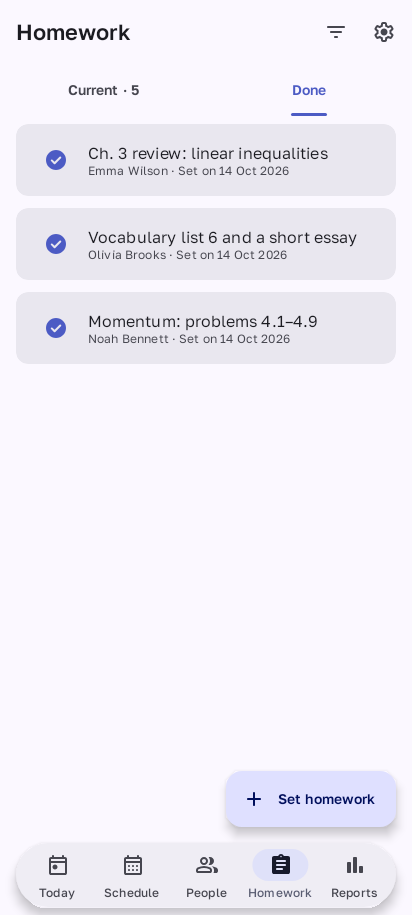 Homework
Current · 5
Done
Ch. 3 review: linear inequalities
Emma Wilson · Set on 14 Oct 2026
Vocabulary list 6 and a short essay
Olivia Brooks · Set on 14 Oct 2026
Momentum: problems 4.1–4.9
Noah Bennett · Set on 14 Oct 2026
Set homework
Today
Schedule
People
Homework
Reports